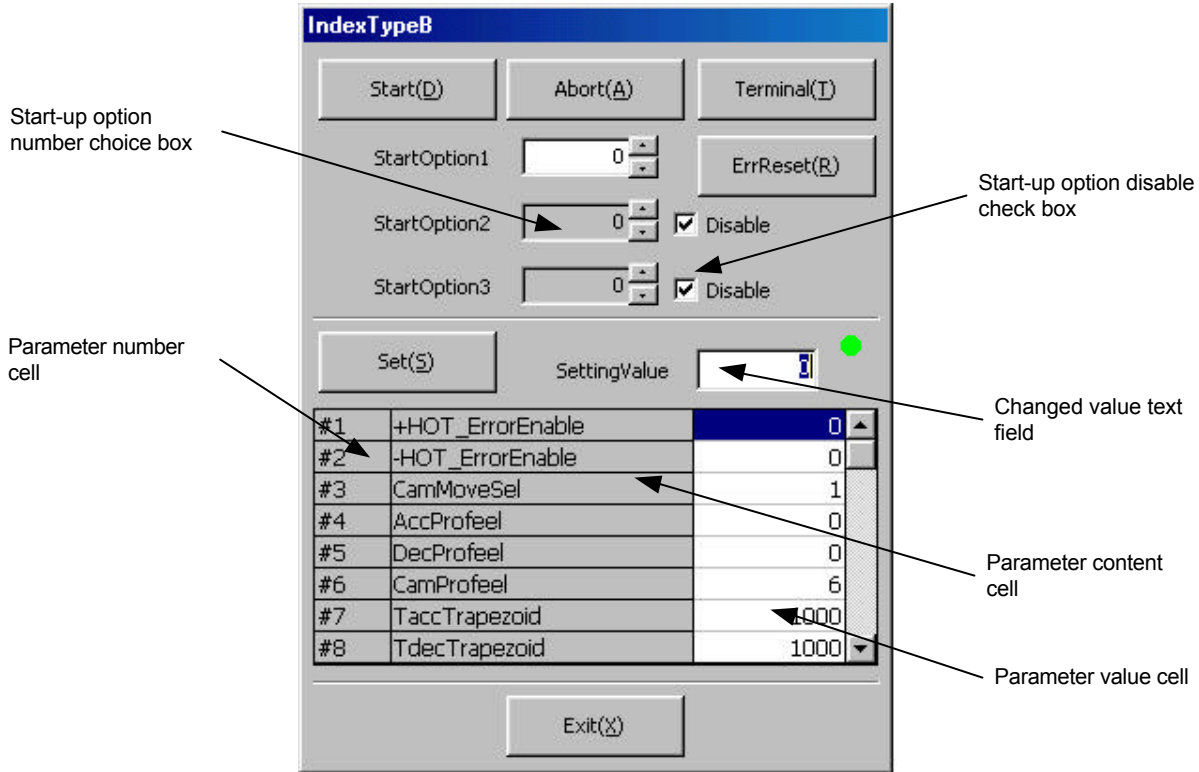 IndexTypeB
Start(D) Abort(A) Terminal(T)
Start-up option
number choice box
StartOption1 0 ErrReset(R)
Start-up option disable
check box
StartOption2 0 Disable
StartOption3 0 Disable
Parameter number
cell
Set(S) SettingValue 0
Changed value text
field
#1 +HOT_ErrorEnable 0
#2 -HOT_ErrorEnable 0
#3 CamMoveSel 1
#4 AccProfeel 0
#5 DecProfeel 0
#6 CamProfeel 6
#7 TaccTrapezoid 1000
#8 TdecTrapezoid 1000
Parameter content
cell
Parameter value cell
Exit(X)